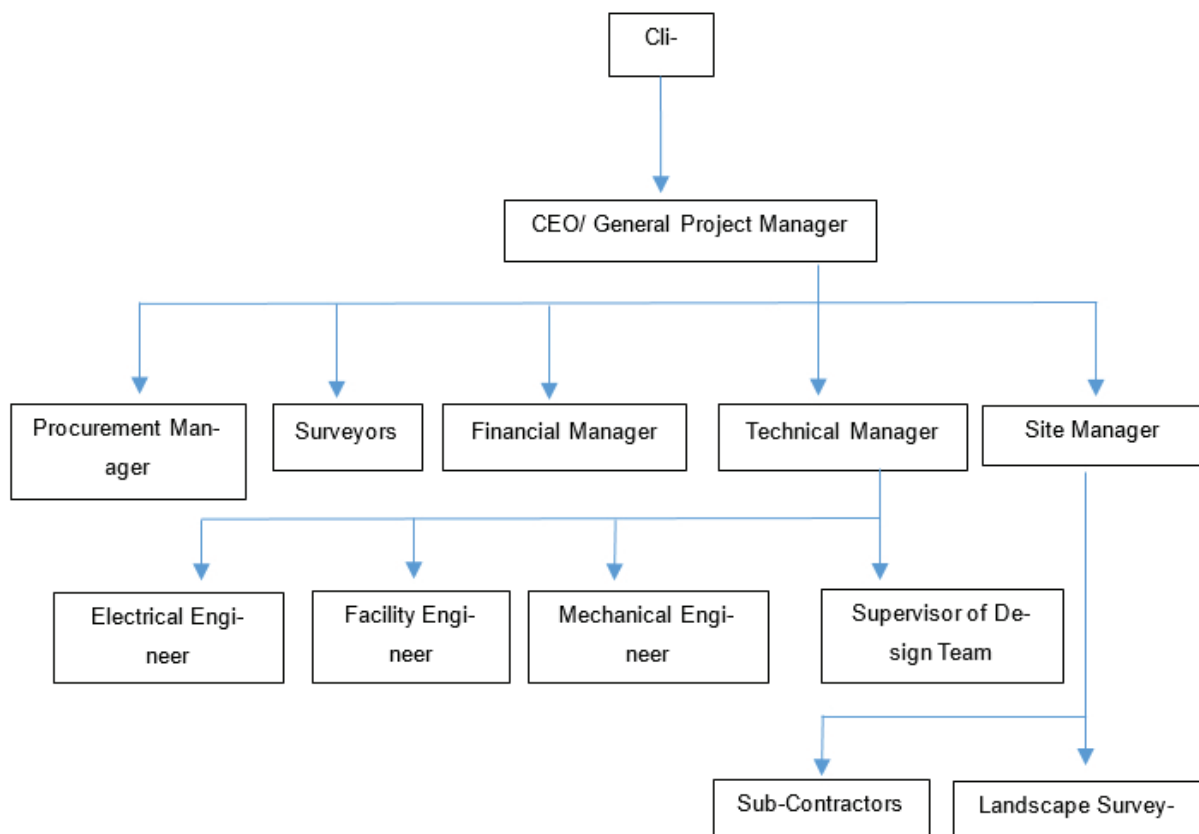 Cli-
CEO/ General Project Manager
Procurement Man-
ager
Surveyors
Financial Manager
Technical Manager
Site Manager
Electrical Engi-
neer
Facility Engi-
neer
Mechanical Engi-
neer
Supervisor of De-
sign Team
Sub-Contractors
Landscape Survey-